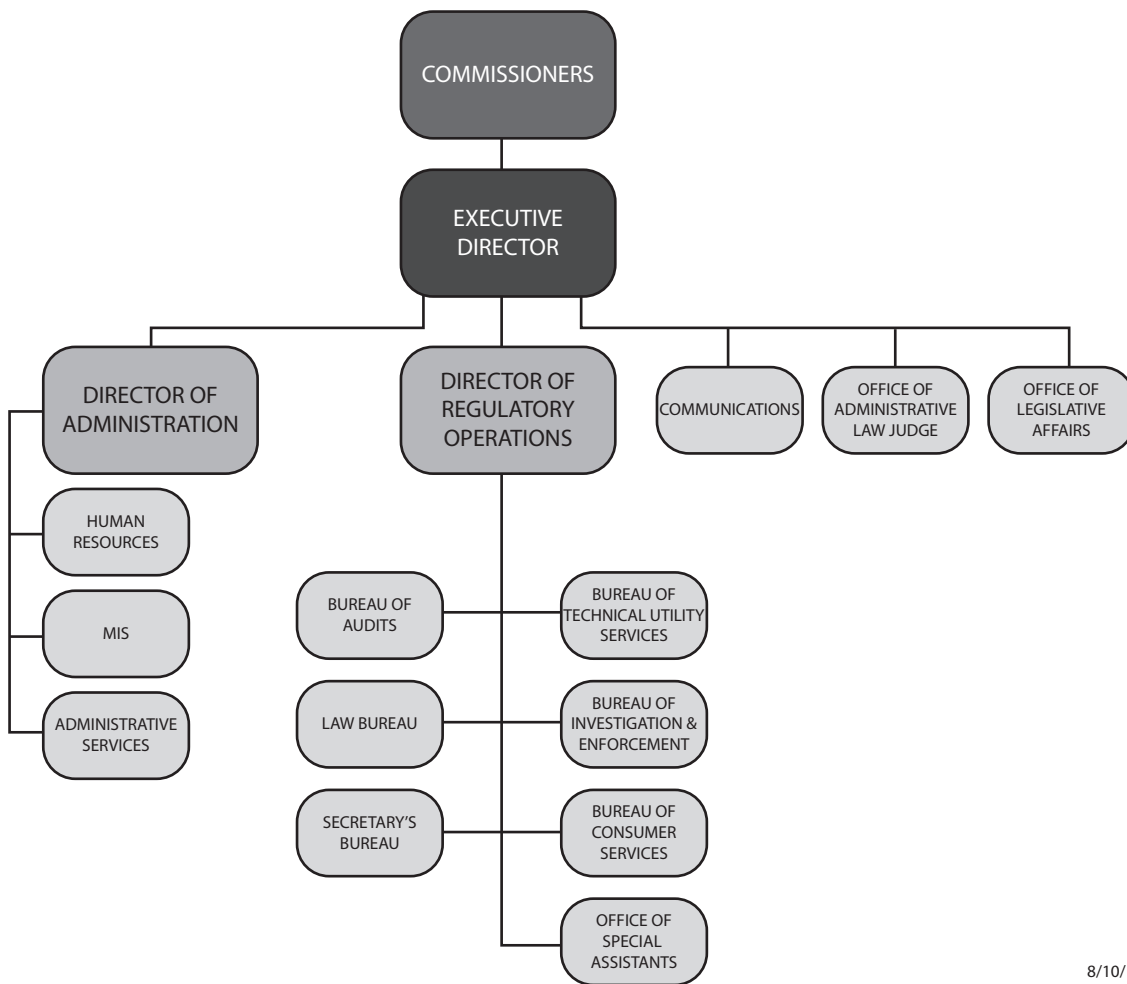 COMMISSIONERS
EXECUTIVE
DIRECTOR
DIRECTOR OF
ADMINISTRATION
DIRECTOR OF
REGULATORY
OPERATIONS
COMMUNICATIONS
OFFICE OF
ADMINISTRATIVE
LAW JUDGE
OFFICE OF
LEGISLATIVE
AFFAIRS
HUMAN
RESOURCES
MIS
ADMINISTRATIVE
SERVICES
BUREAU OF
AUDITS
BUREAU OF
TECHNICAL UTILITY
SERVICES
LAW BUREAU
BUREAU OF
INVESTIGATION &
ENFORCEMENT
SECRETARY’S
BUREAU
BUREAU OF
CONSUMER
SERVICES
OFFICE OF
SPECIAL
ASSISTANTS
8/10/